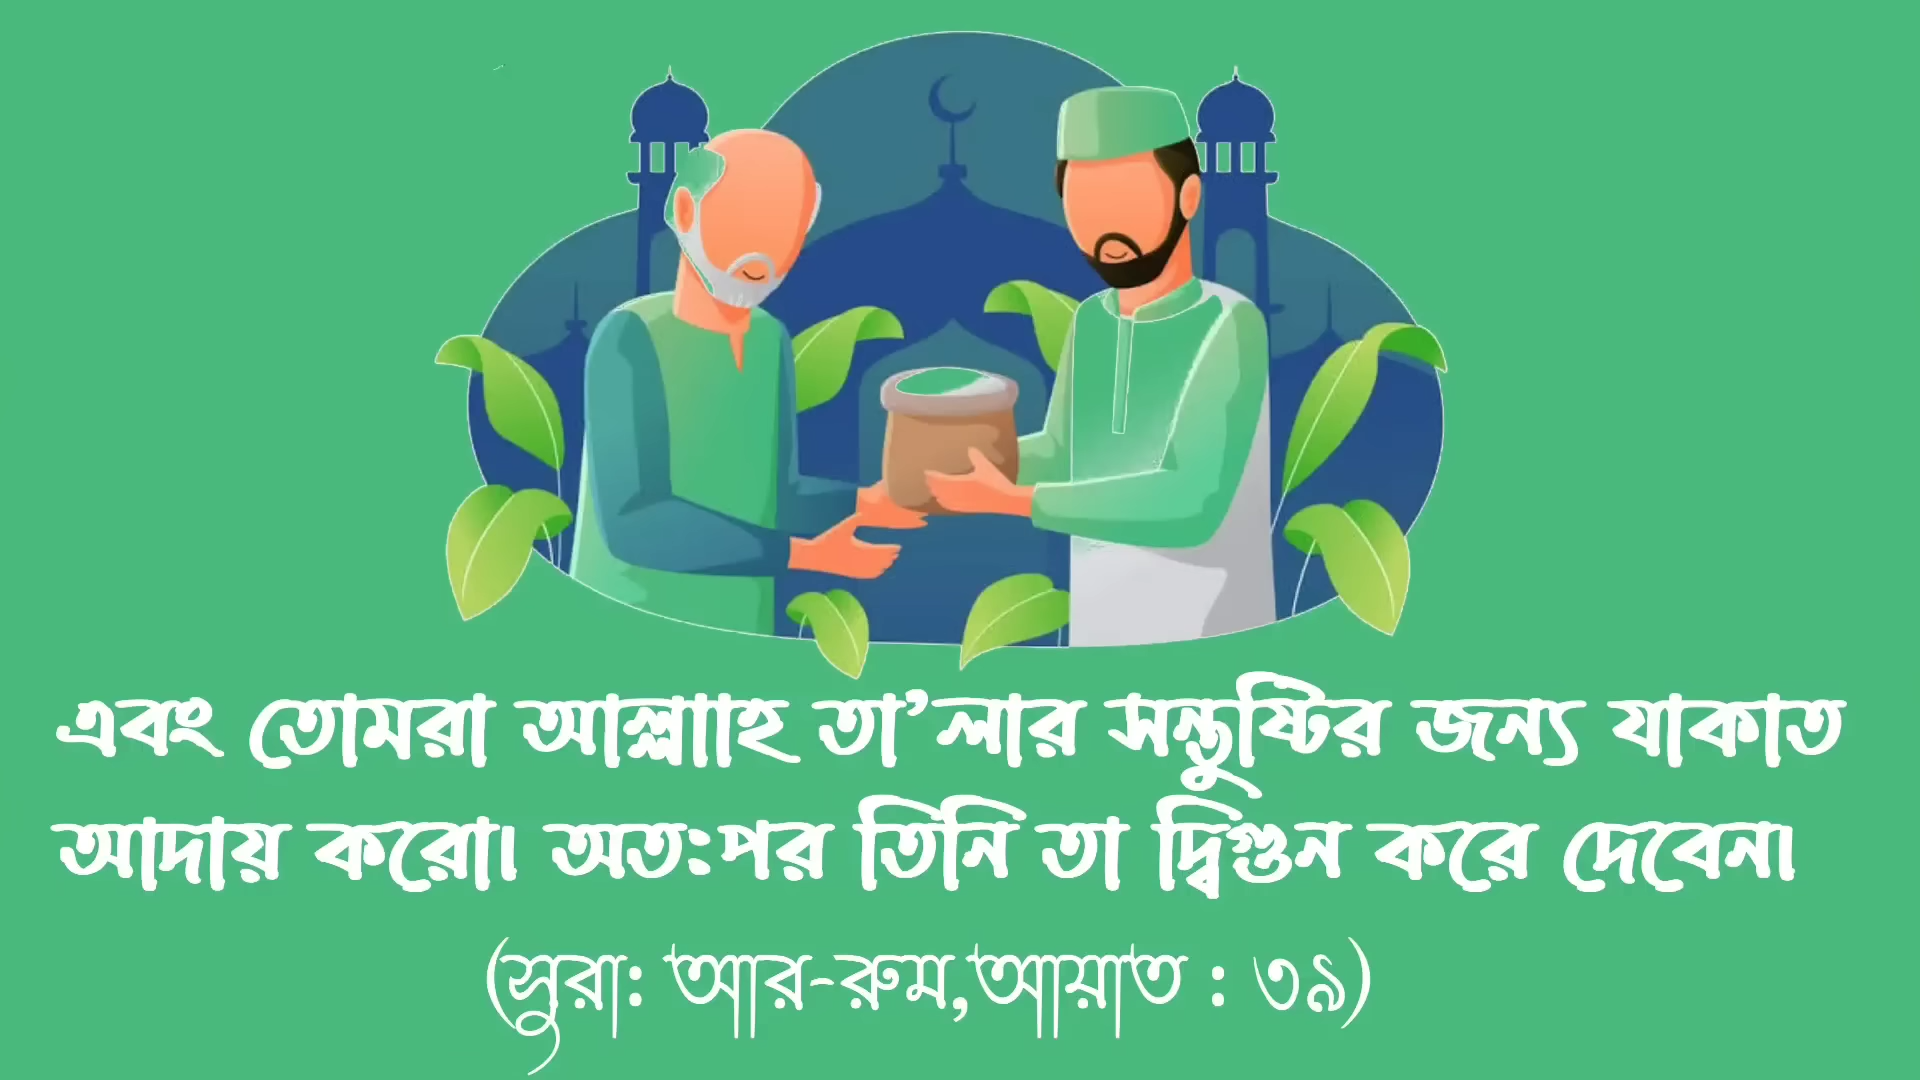 এবং তোমরা আল্লাাহ তা’লার সন্তুষ্টির জন্য যাকাত
আদায় করো। অতঃপর তিনি তা দ্বিগুন করে দেবেন।
(সুরা: আর-রুম,আয়াত : ৩৯)